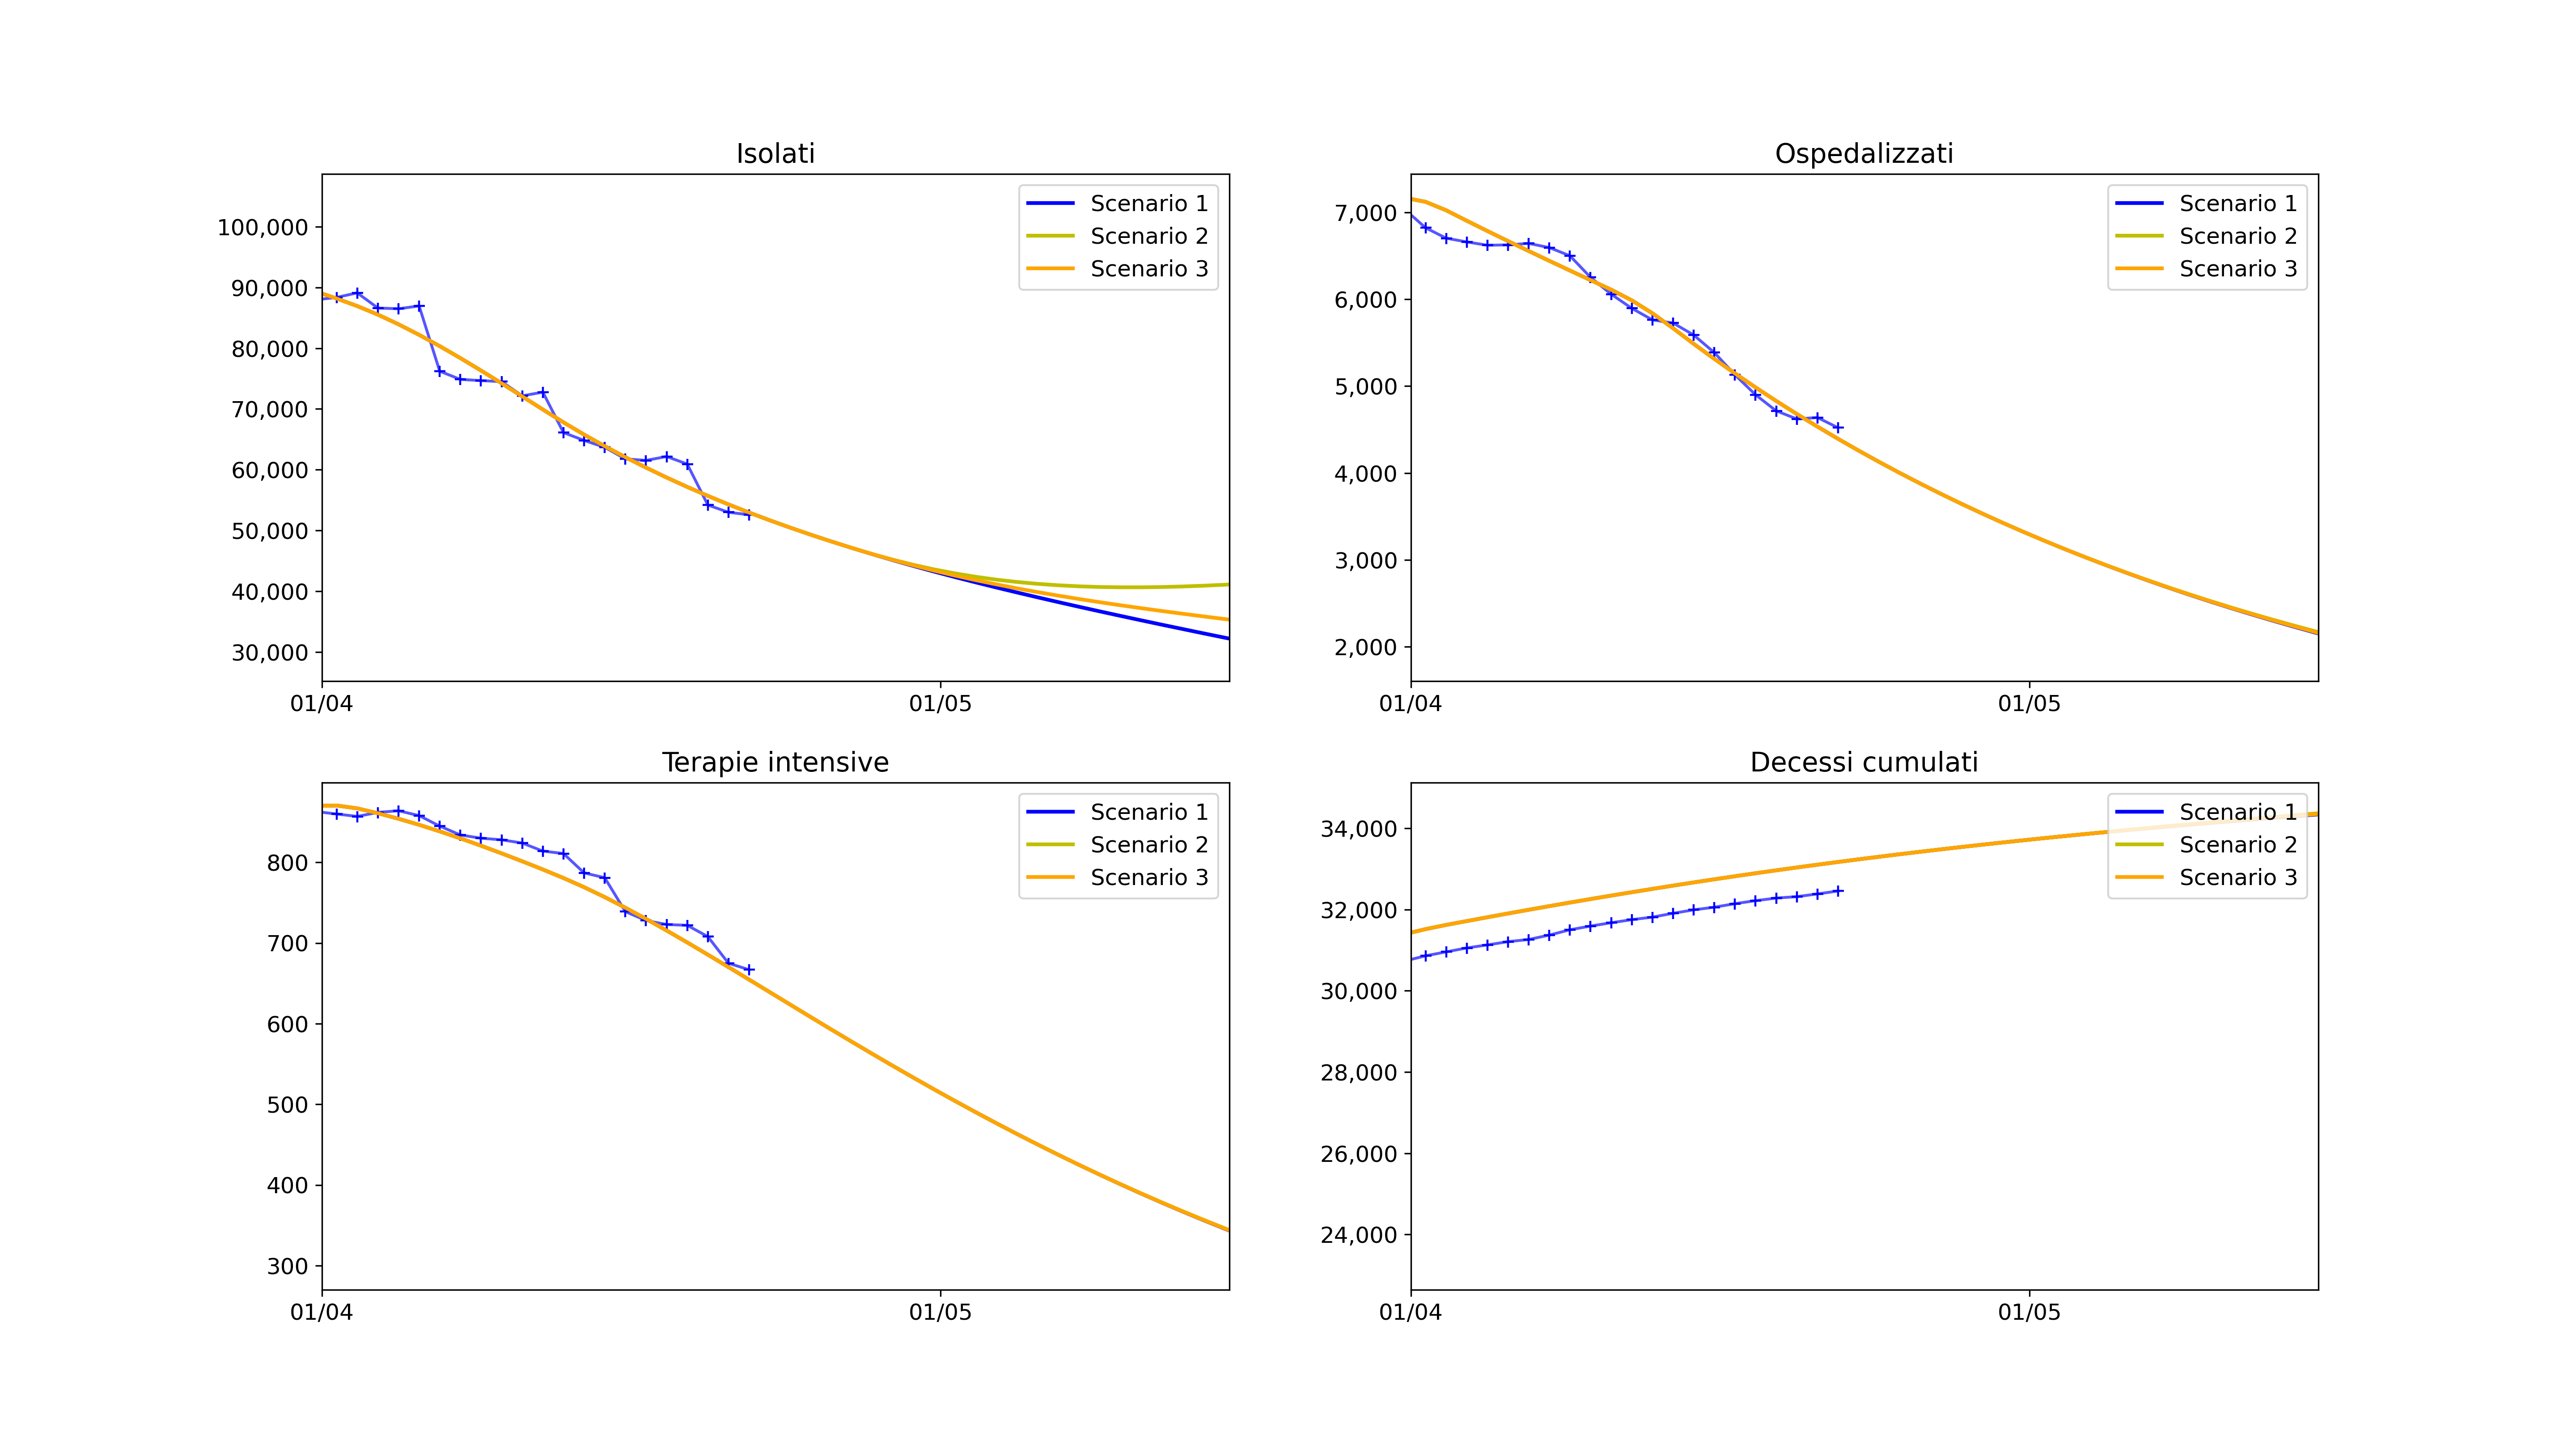 Isolati
100,000
90,000
80,000
70,000
60,000
50,000
40,000
30,000
01/04
01/05
Scenario 1
Scenario 2
Scenario 3
Ospedalizzati
7,000
6,000
5,000
4,000
3,000
2,000
01/04
01/05
Scenario 1
Scenario 2
Scenario 3
Terapie intensive
800
700
600
500
400
300
01/04
01/05
Scenario 1
Scenario 2
Scenario 3
Decessi cumulati
34,000
32,000
30,000
28,000
26,000
24,000
01/04
01/05
Scenario 1
Scenario 2
Scenario 3